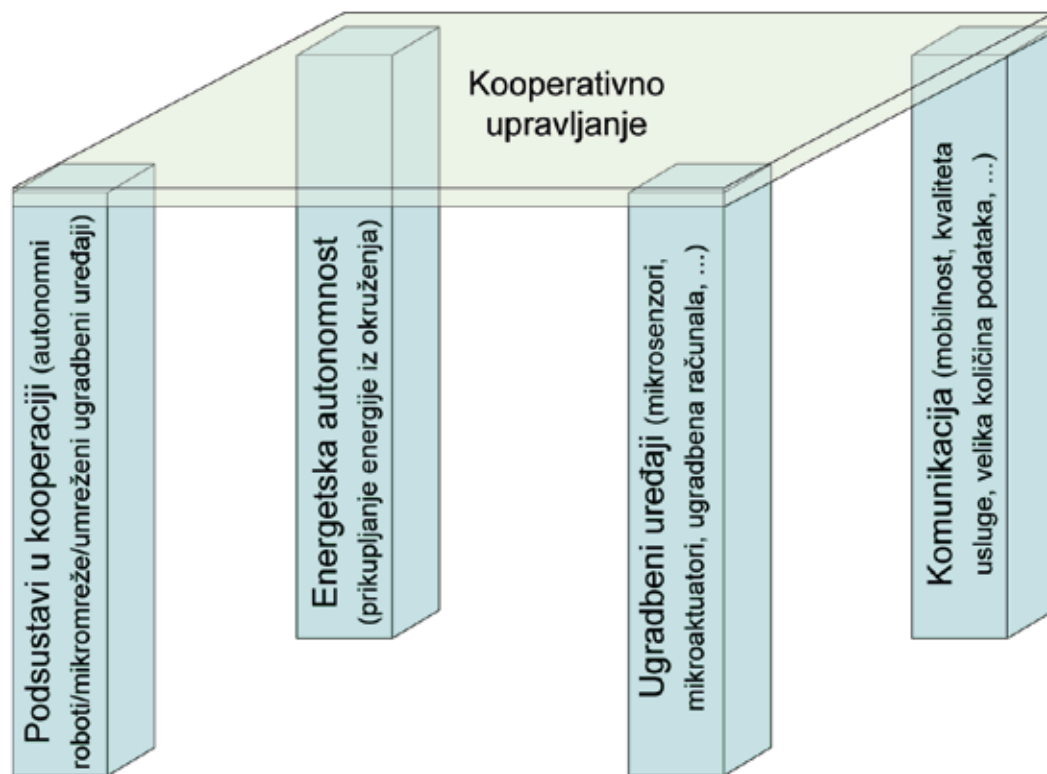 Kooperativno
upravljanje
Podsustavi u kooperaciji (autonomni
roboti/mikromreže/umreženi ugradbeni uređaji)
Energetska autonomnost
(prikupljanje energije iz okruženja)
Ugradbeni uređaji (mikrosenzori,
mikroaktuatori, ugradbena računala, ...)
Komunikacija (mobilnost, kvaliteta
usluge, velika količina podataka, ...)